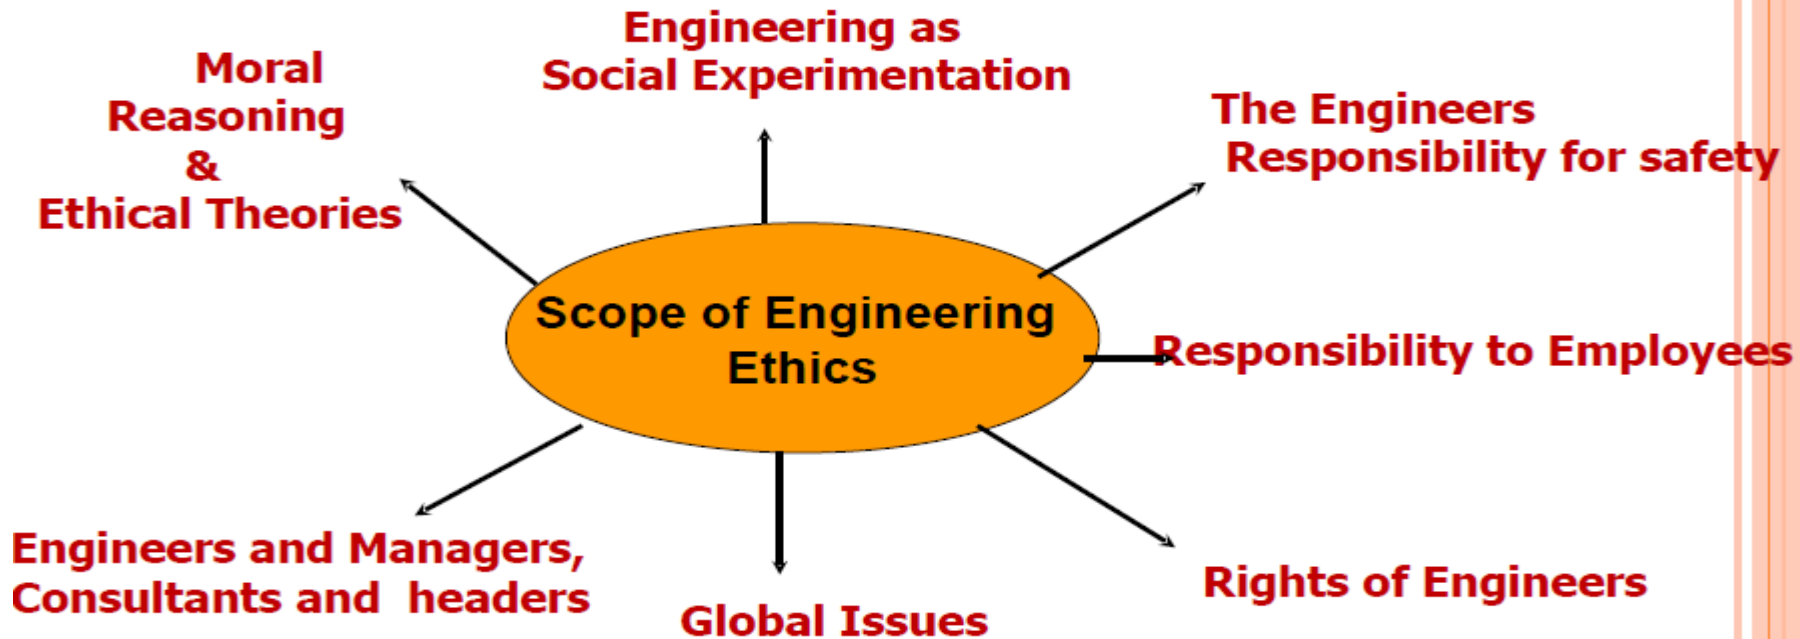 Engineering as
Social Experimentation
Moral
Reasoning
&
Ethical Theories
The Engineers
Responsibility for safety
Scope of Engineering
Ethics
Responsibility to Employees
Engineers and Managers,
Consultants and headers
Global Issues
Rights of Engineers